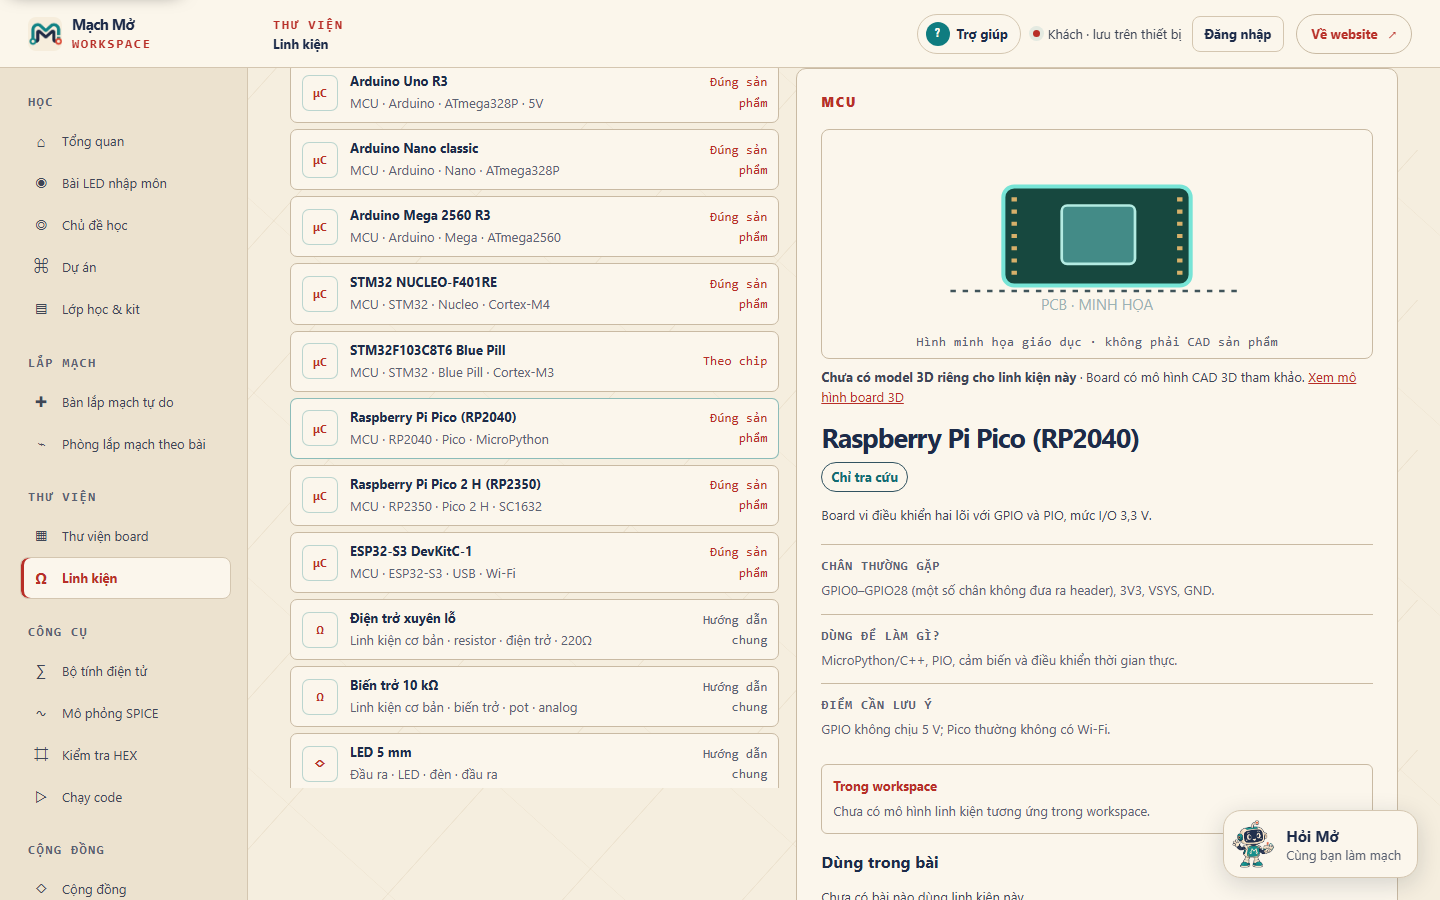 Mạch Mở
WORKSPACE
THƯ VIỆN
Linh kiện
? Trợ giúp
Khách · lưu trên thiết bị
Đăng nhập
Về website ↗
HỌC
Tổng quan
Bài LED nhập môn
Chủ đề học
Dự án
Lớp học & kit
LẮP MẠCH
Bàn lắp mạch tự do
Phòng lắp mạch theo bài
THƯ VIỆN
Thư viện board
Ω Linh kiện
CÔNG CỤ
∑ Bộ tính điện tử
∿ Mô phỏng SPICE
Kiểm tra HEX
▷ Chạy code
CỘNG ĐỒNG
◇ Cộng đồng
µC
Arduino Uno R3
MCU · Arduino · ATmega328P · 5V
Đúng sản
phẩm
µC
Arduino Nano classic
MCU · Arduino · Nano · ATmega328P
Đúng sản
phẩm
µC
Arduino Mega 2560 R3
MCU · Arduino · Mega · ATmega2560
Đúng sản
phẩm
µC
STM32 NUCLEO-F401RE
MCU · STM32 · Nucleo · Cortex-M4
Đúng sản
phẩm
µC
STM32F103C8T6 Blue Pill
MCU · STM32 · Blue Pill · Cortex-M3
Theo chip
µC
Raspberry Pi Pico (RP2040)
MCU · RP2040 · Pico · MicroPython
Đúng sản
phẩm
µC
Raspberry Pi Pico 2 H (RP2350)
MCU · RP2350 · Pico 2 H · SC1632
Đúng sản
phẩm
µC
ESP32-S3 DevKitC-1
MCU · ESP32-S3 · USB · Wi-Fi
Đúng sản
phẩm
Ω
Điện trở xuyên lỗ
Linh kiện cơ bản · resistor · điện trở · 220Ω
Hướng dẫn
chung
Ω
Biến trở 10 kΩ
Linh kiện cơ bản · biến trở · pot · analog
Hướng dẫn
chung
LED 5 mm
Đầu ra · LED · đèn · đầu ra
Hướng dẫn
chung
MCU
PCB · MINH HỌA
Hình minh họa giáo dục · không phải CAD sản phẩm
Chưa có model 3D riêng cho linh kiện này · Board có mô hình CAD 3D tham khảo. Xem mô
hình board 3D
Raspberry Pi Pico (RP2040)
Chỉ tra cứu
Board vi điều khiển hai lõi với GPIO và PIO, mức I/O 3,3 V.
CHÂN THƯỜNG GẶP
GPIO0–GPIO28 (một số chân không đưa ra header), 3V3, VSYS, GND.
DÙNG ĐỂ LÀM GÌ?
MicroPython/C++, PIO, cảm biến và điều khiển thời gian thực.
ĐIỂM CẦN LƯU Ý
GPIO không chịu 5 V; Pico thường không có Wi-Fi.
Trong workspace
Chưa có mô hình linh kiện tương ứng trong workspace.
Dùng trong bài
Chưa có bài nào dùng linh kiện này
Hỏi Mở
Cùng bạn làm mạch